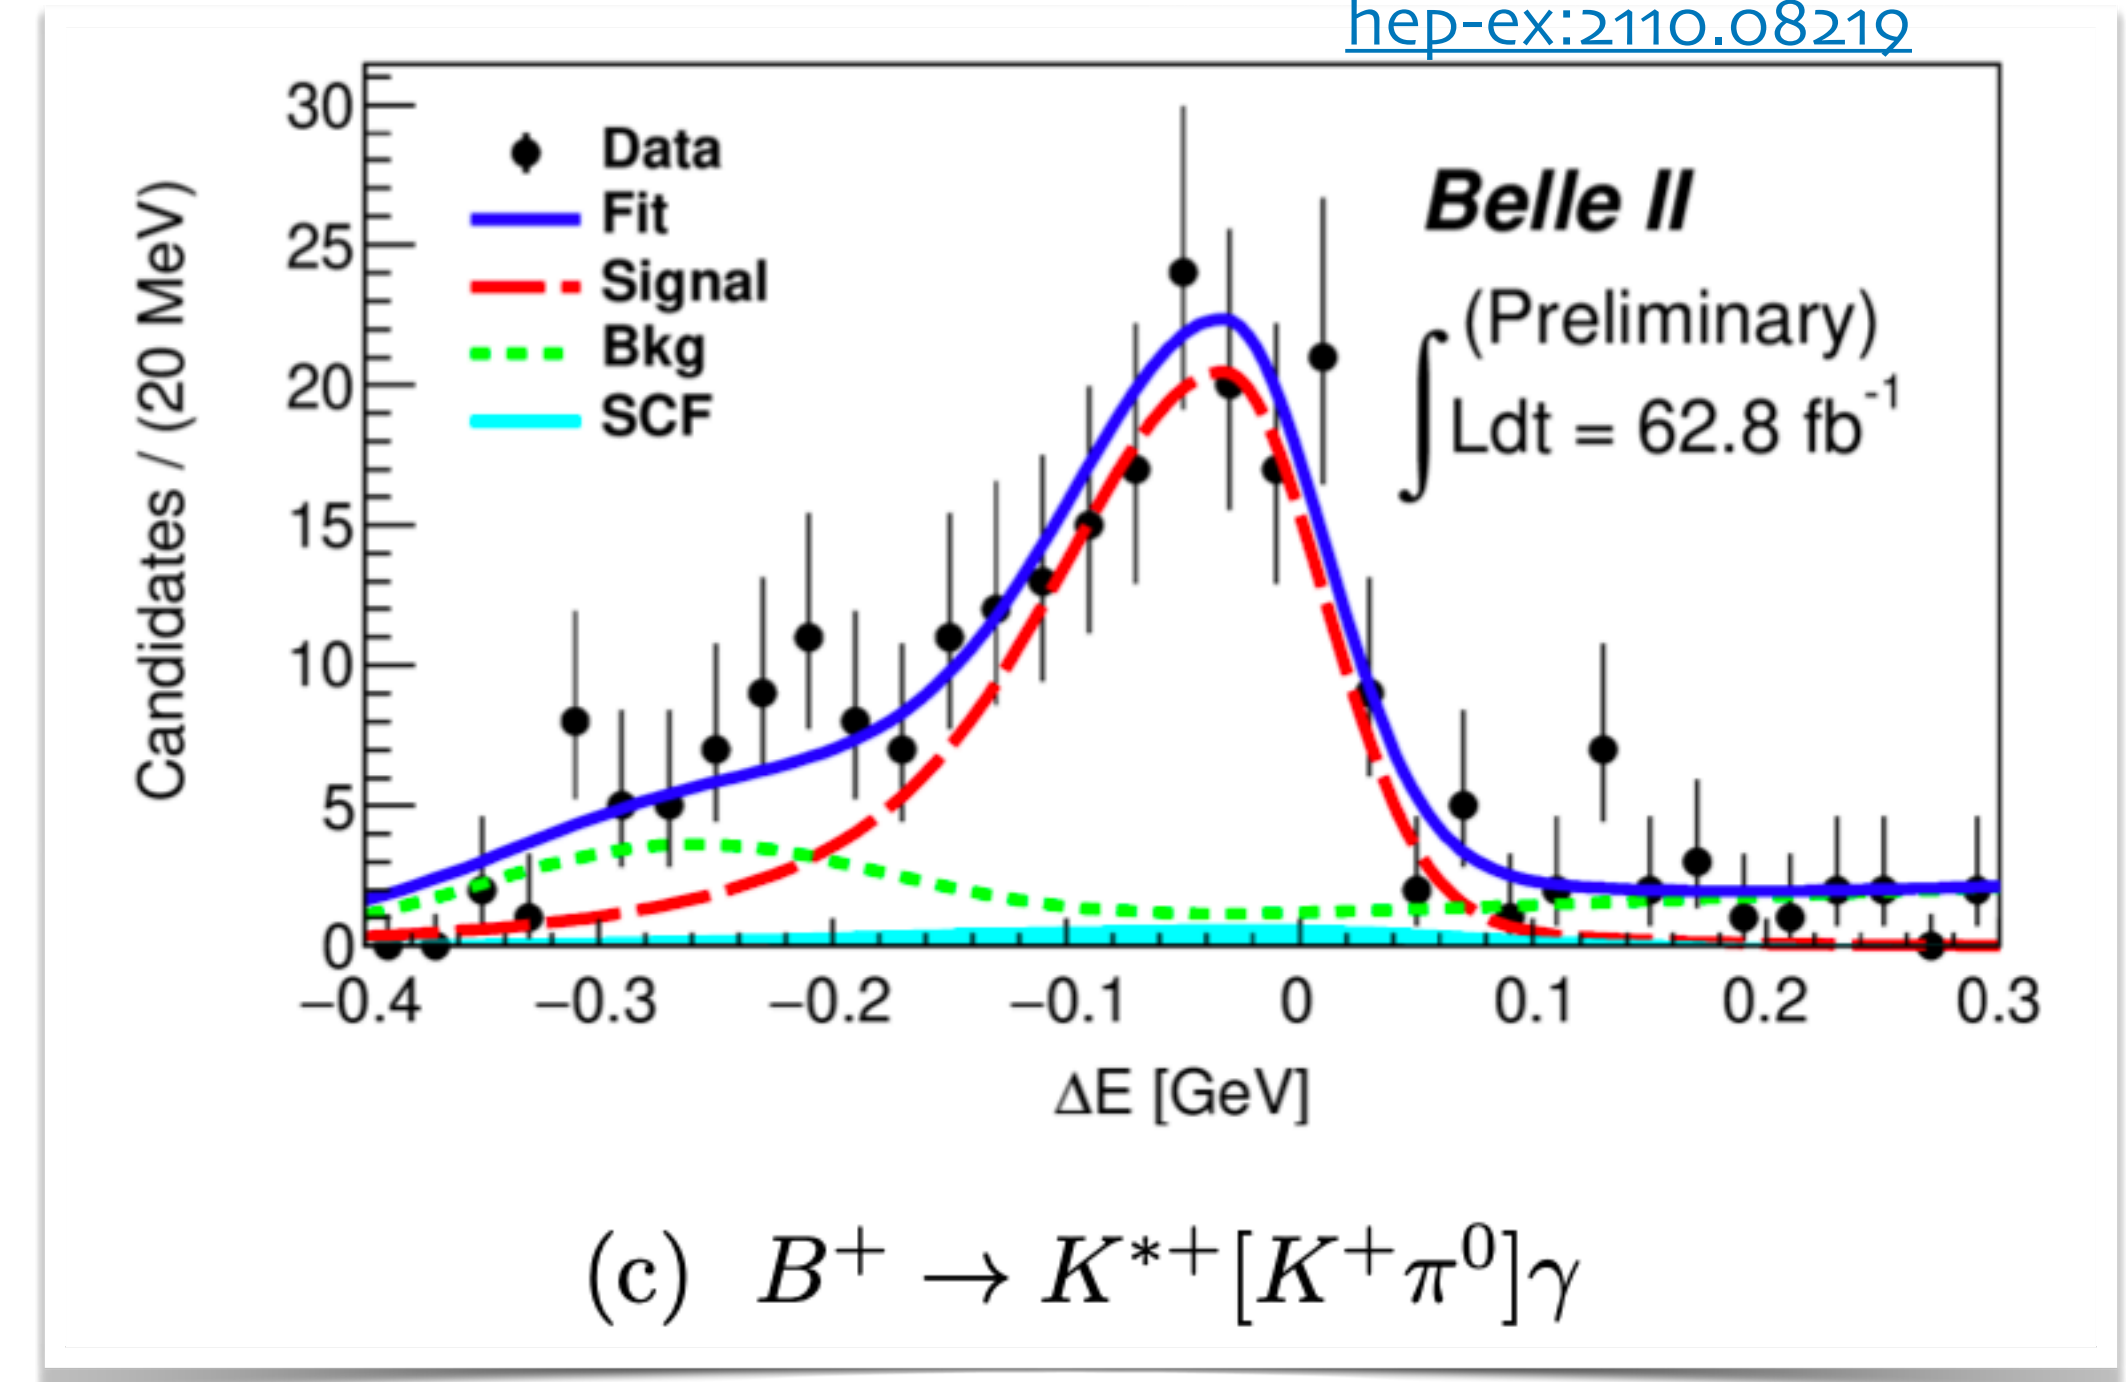 hep-ex:2110.08219
30
25
20
15
10
5
0
Candidates / (20 MeV)
Data
Fit
Signal
Bkg
SCF
Belle II
(Preliminary)
∫Ldt = 62.8 fb⁻¹
−0.4 −0.3 −0.2 −0.1 0 0.1 0.2 0.3
ΔE [GeV]
(c) B⁺ → K*⁺[K⁺π⁰]γ